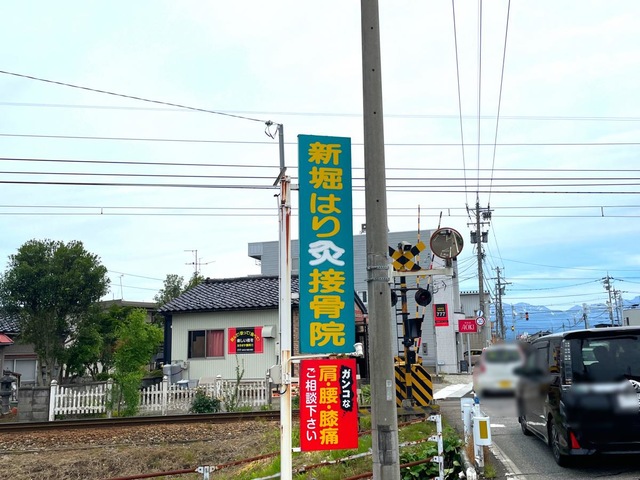 新堀はり灸接骨院
ガンコな
肩・腰・膝痛
ご相談下さい
777